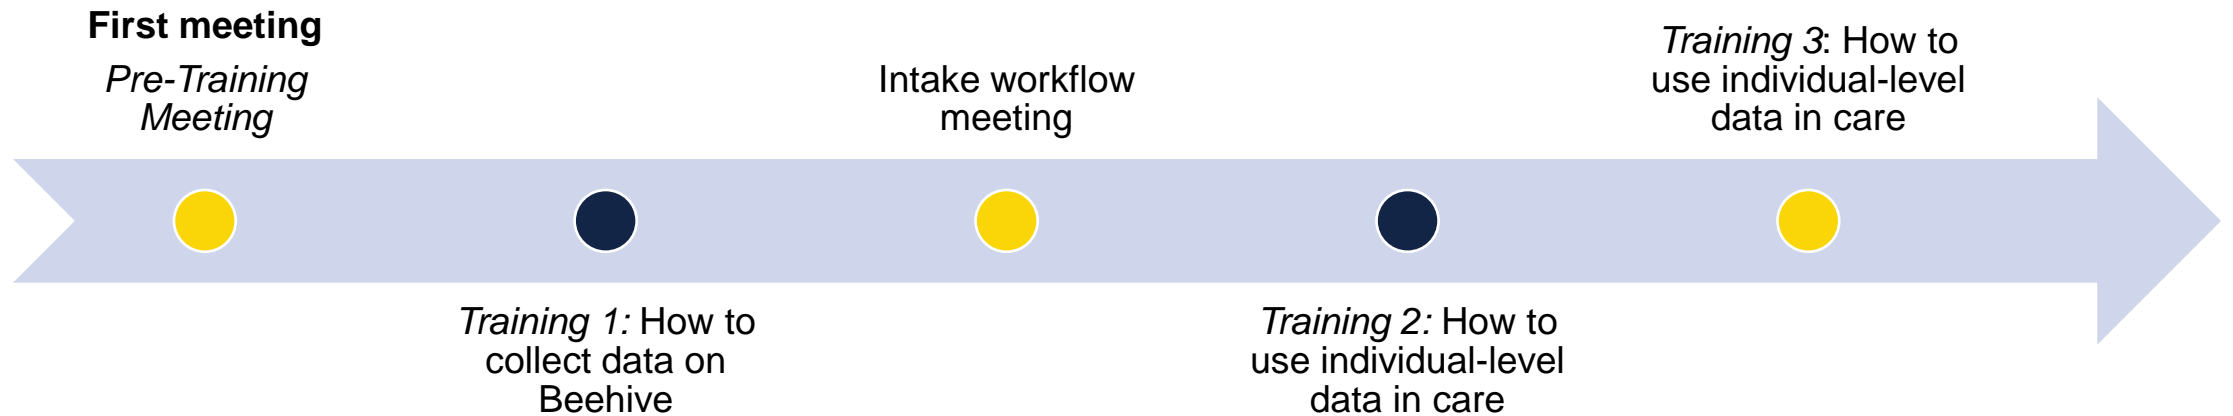 First meeting
Pre-Training
Meeting
Training 1: How to
collect data on
Beehive
Intake workflow
meeting
Training 2: How to
use individual-level
data in care
Training 3: How to
use individual-level
data in care